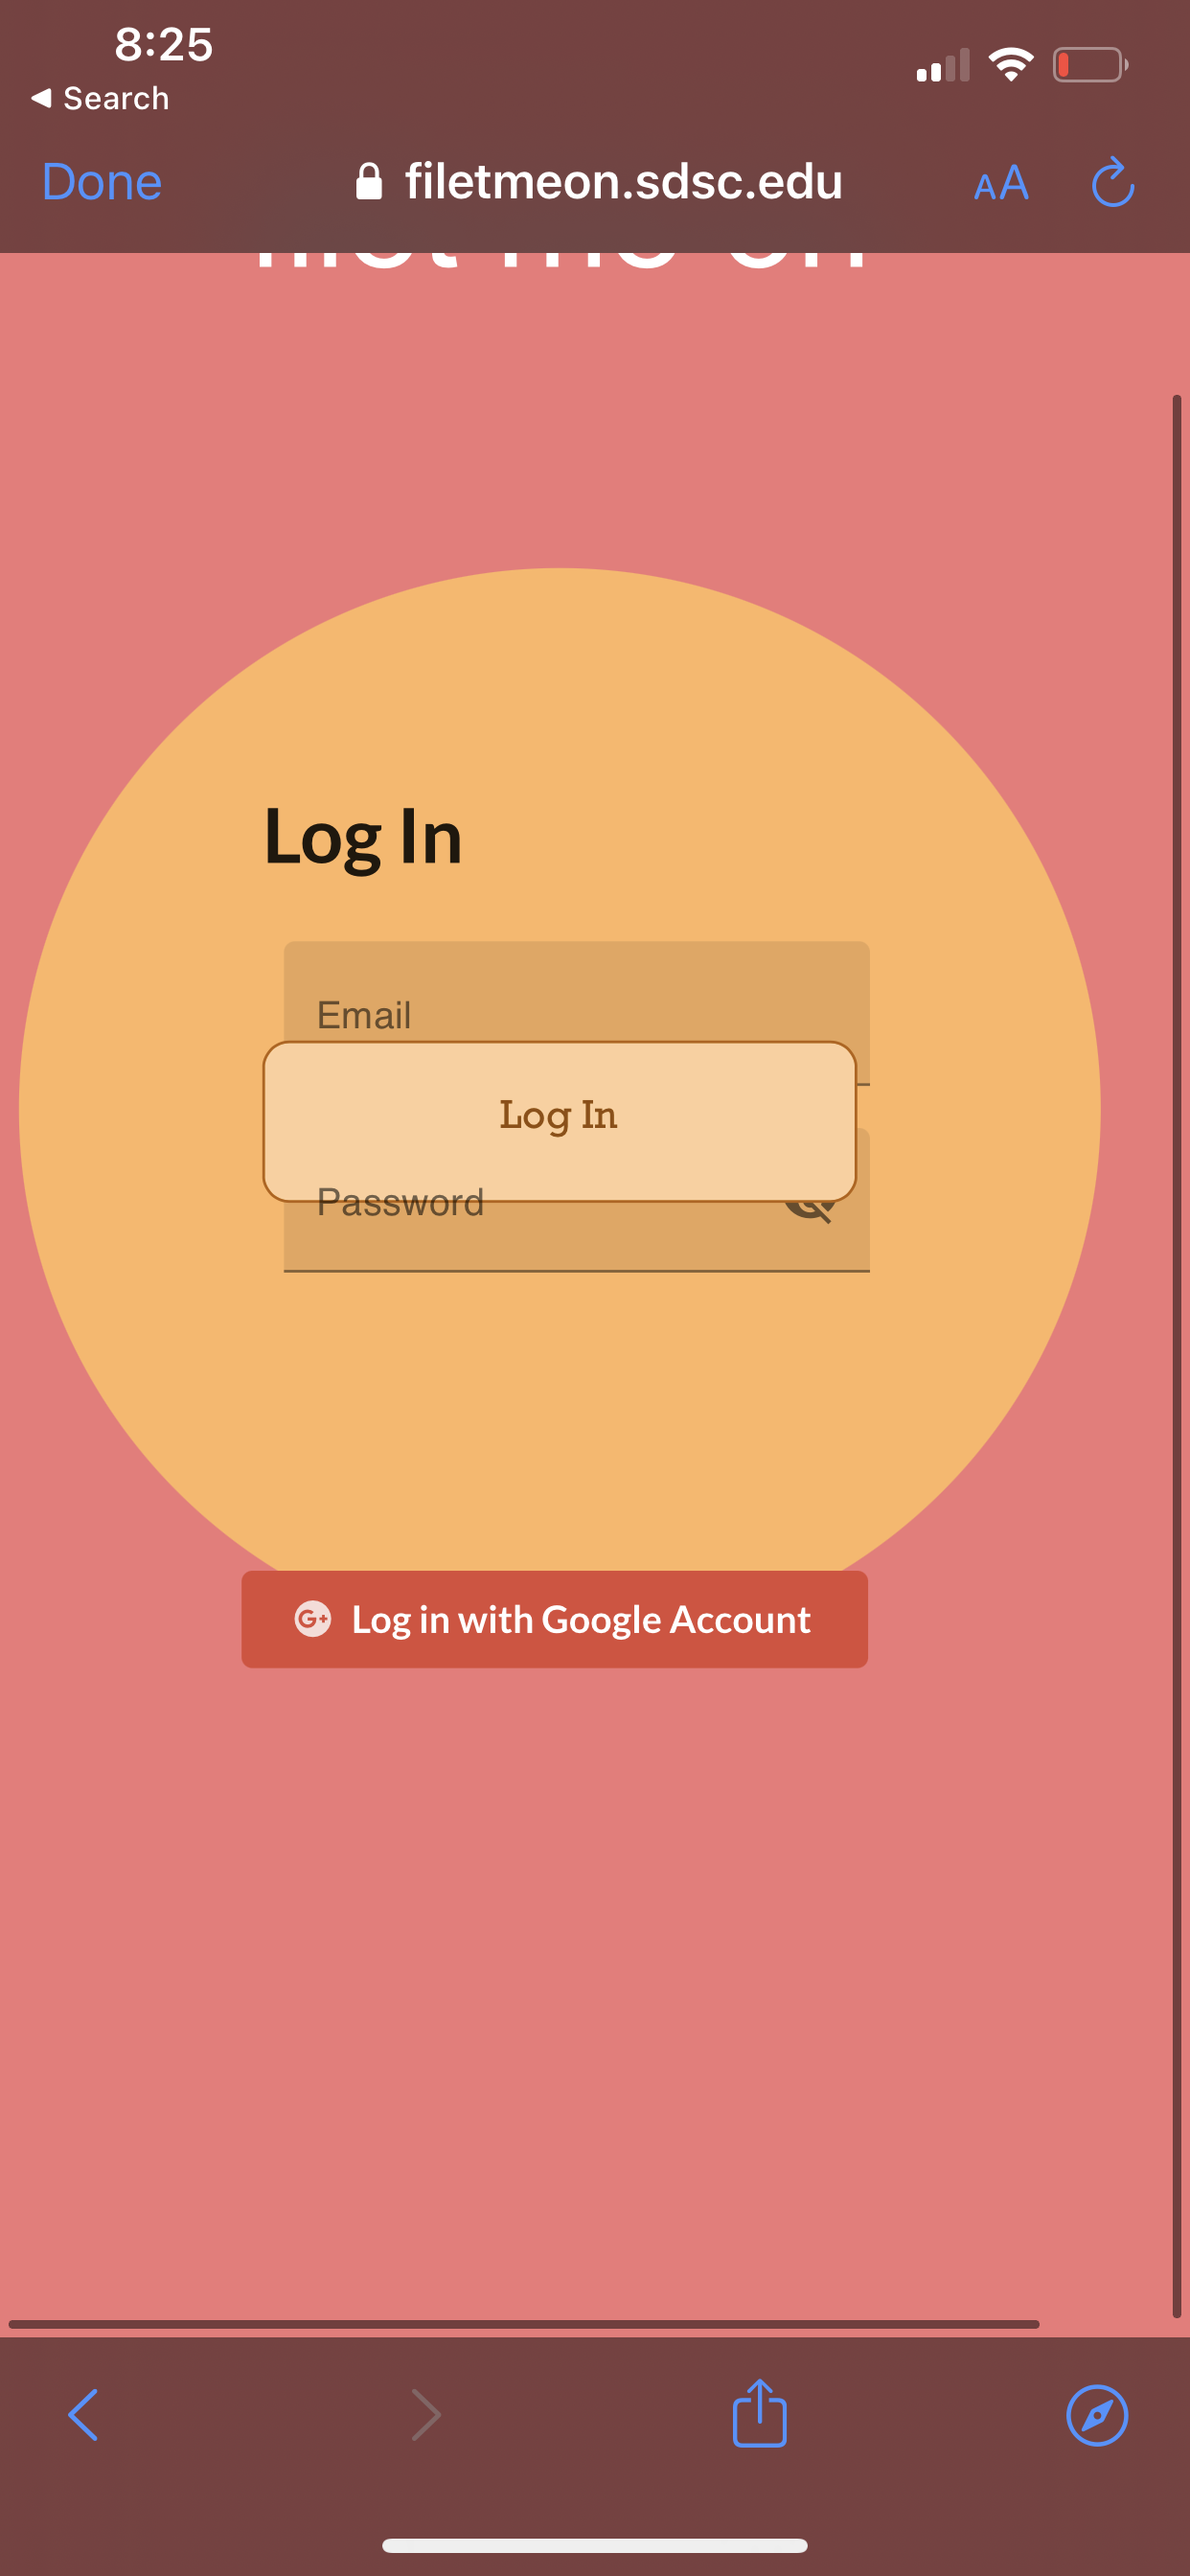 8:25
◀ Search
Done
filetmeon.sdsc.edu
AA
Log In
Email
Log In
Password
G+ Log in with Google Account